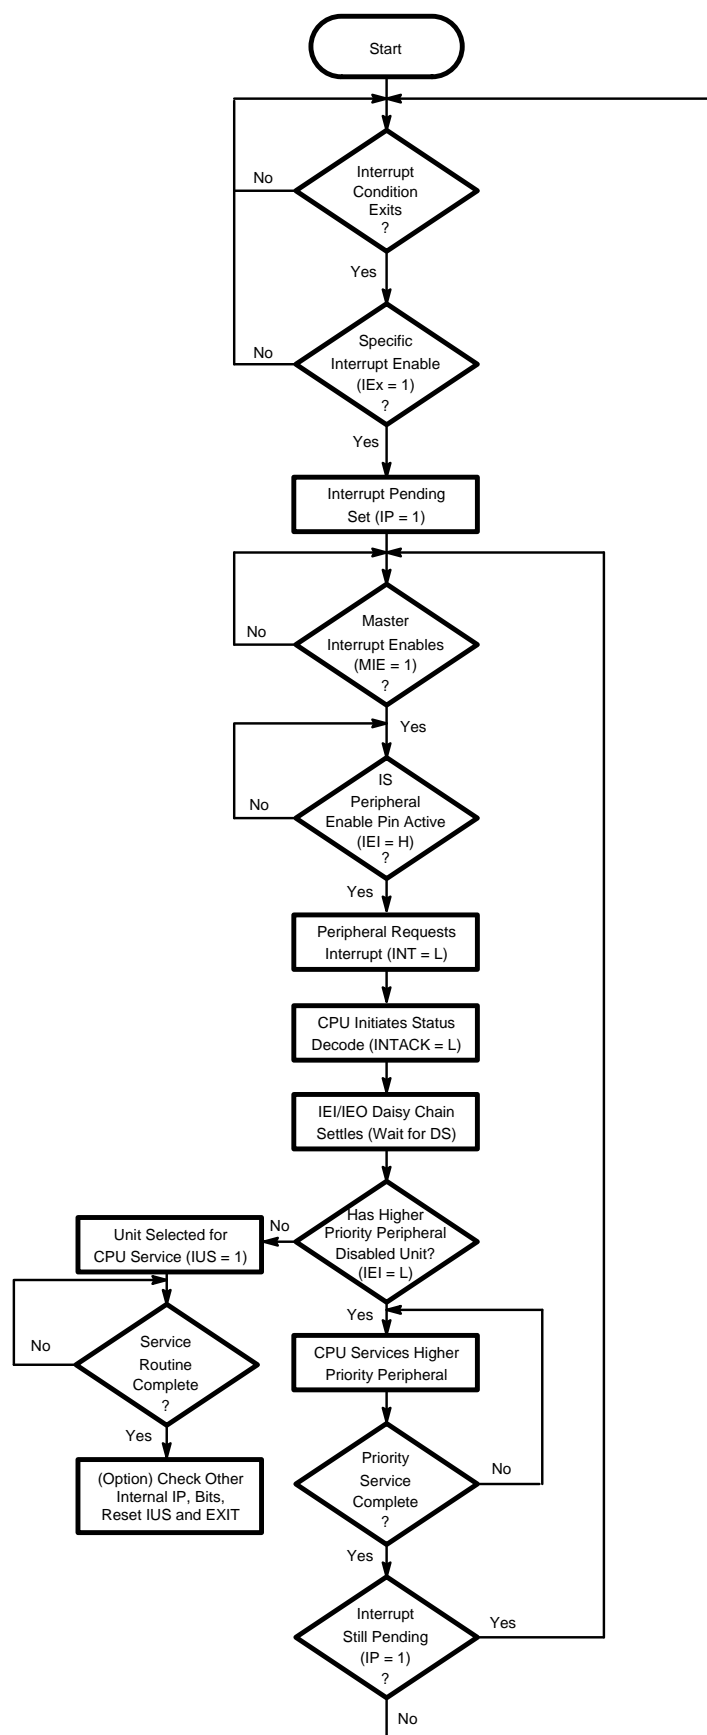 Start
Interrupt
Condition
Exits
?
No
Yes
Specific
Interrupt Enable
(IEx = 1)
?
No
Yes
Interrupt Pending
Set (IP = 1)
Master
Interrupt Enables
(MIE = 1)
?
No
Yes
IS
Peripheral
Enable Pin Active
(IEI = H)
?
No
Yes
Peripheral Requests
Interrupt (INT = L)
CPU Initiates Status
Decode (INTACK = L)
IEI/IEO Daisy Chain
Settles (Wait for DS)
Has Higher
Priority Peripheral
Disabled Unit?
(IEI = L)
No
Unit Selected for
CPU Service (IUS = 1)
Service
Routine
Complete
?
No
Yes
(Option) Check Other
Internal IP, Bits,
Reset IUS and EXIT
Yes
CPU Services Higher
Priority Peripheral
Priority
Service
Complete
?
No
Yes
Interrupt
Still Pending
(IP = 1)
?
Yes
No